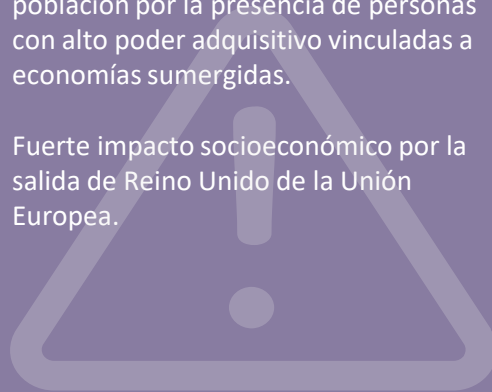 población por la presencia de personas
con alto poder adquisitivo vinculadas a
economías sumergidas.
Fuerte impacto socioeconómico por la
salida de Reino Unido de la Unión
Europea.